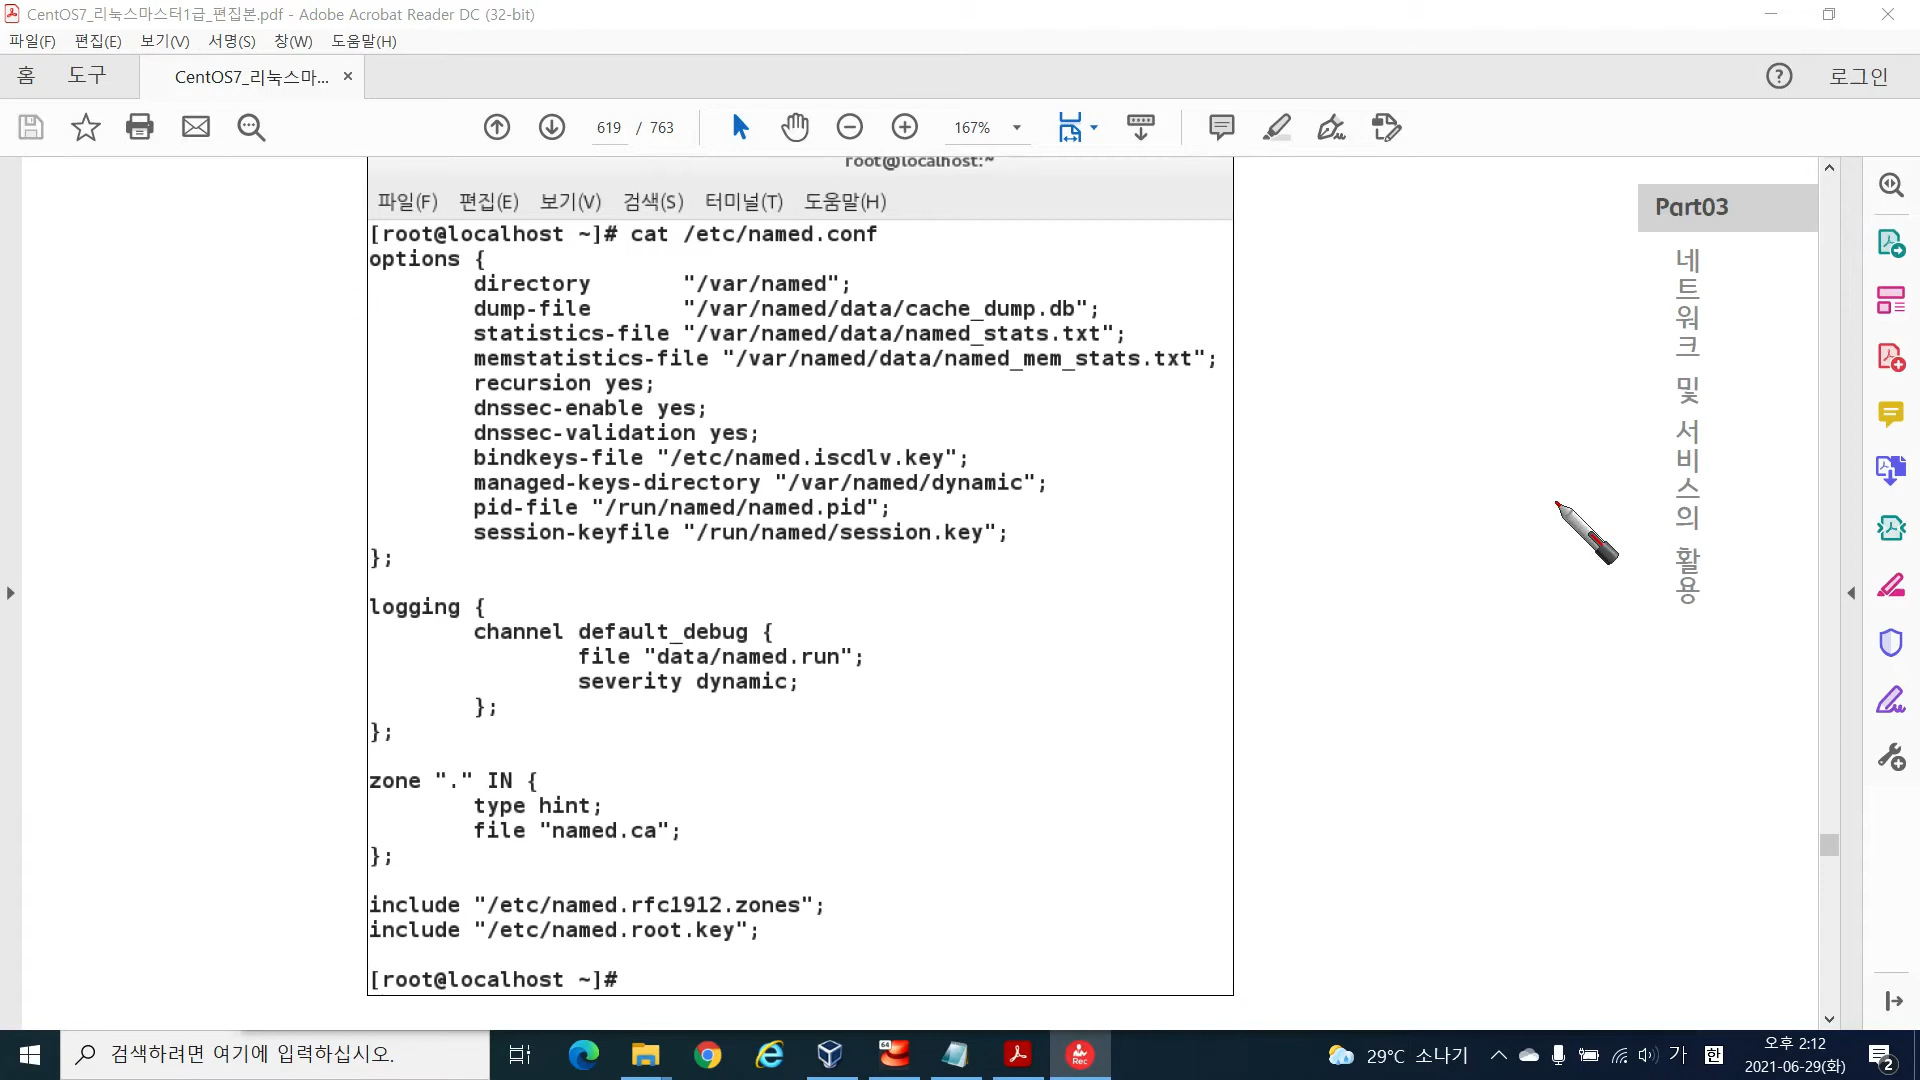 CentOS7_리눅스마스터1급_편집본.pdf - Adobe Acrobat Reader DC (32-bit)
파일(F) 편집(E) 보기(V) 서명(S) 창(W) 도움말(H)
홈 도구 CentOS7_리눅스마... × 로그인
619 / 763 167%
root@localhost:~
파일(F) 편집(E) 보기(V) 검색(S) 터미널(T) 도움말(H)
[root@localhost ~]# cat /etc/named.conf
options {
directory "/var/named";
dump-file "/var/named/data/cache_dump.db";
statistics-file "/var/named/data/named_stats.txt";
memstatistics-file "/var/named/data/named_mem_stats.txt";
recursion yes;
dnssec-enable yes;
dnssec-validation yes;
bindkeys-file "/etc/named.iscdlv.key";
managed-keys-directory "/var/named/dynamic";
pid-file "/run/named/named.pid";
session-keyfile "/run/named/session.key";
};
logging {
channel default_debug {
file "data/named.run";
severity dynamic;
};
};
zone "." IN {
type hint;
file "named.ca";
};
include "/etc/named.rfc1912.zones";
include "/etc/named.root.key";
[root@localhost ~]#
Part03
네트워크 및 서비스의 활용
검색하려면 여기에 입력하십시오.
64
Rec
29°C 소나기
가 한
오후 2:12
2021-06-29(화)
2